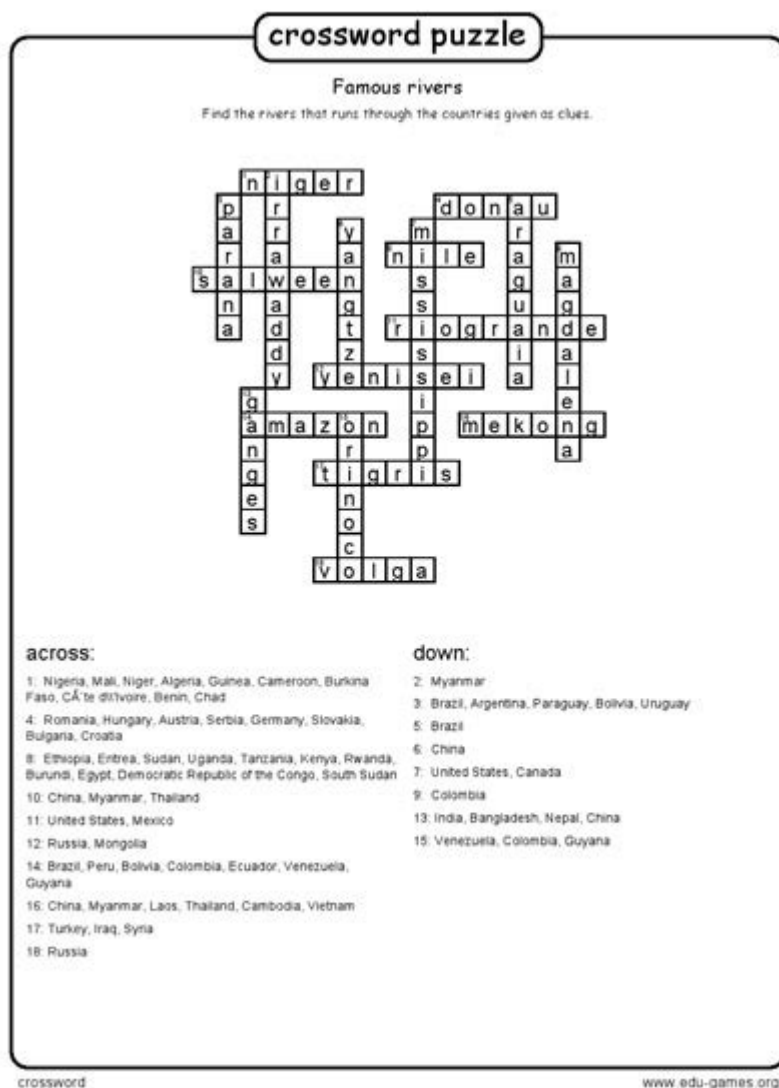 crossword puzzle
Famous rivers
Find the rivers that runs through the countries given as clues.
niger
donau
nile
salween
riogrande
yenisei
amazon
mekong
tigris
volga
irrawaddy
parana
araguaia
yangtze
mississippi
magdalena
ganges
orinoco
across:
1: Nigeria, Mali, Niger, Algeria, Guinea, Cameroon, Burkina
Faso, CÃ´te d\\'Ivoire, Benin, Chad
4: Romania, Hungary, Austria, Serbia, Germany, Slovakia,
Bulgaria, Croatia
8: Ethiopia, Eritrea, Sudan, Uganda, Tanzania, Kenya, Rwanda,
Burundi, Egypt, Democratic Republic of the Congo, South Sudan
10: China, Myanmar, Thailand
11: United States, Mexico
12: Russia, Mongolia
14: Brazil, Peru, Bolivia, Colombia, Ecuador, Venezuela,
Guyana
16: China, Myanmar, Laos, Thailand, Cambodia, Vietnam
17: Turkey, Iraq, Syria
18: Russia
down:
2: Myanmar
3: Brazil, Argentina, Paraguay, Bolivia, Uruguay
5: Brazil
6: China
7: United States, Canada
9: Colombia
13: India, Bangladesh, Nepal, China
15: Venezuela, Colombia, Guyana
crossword
www.edu-games.org